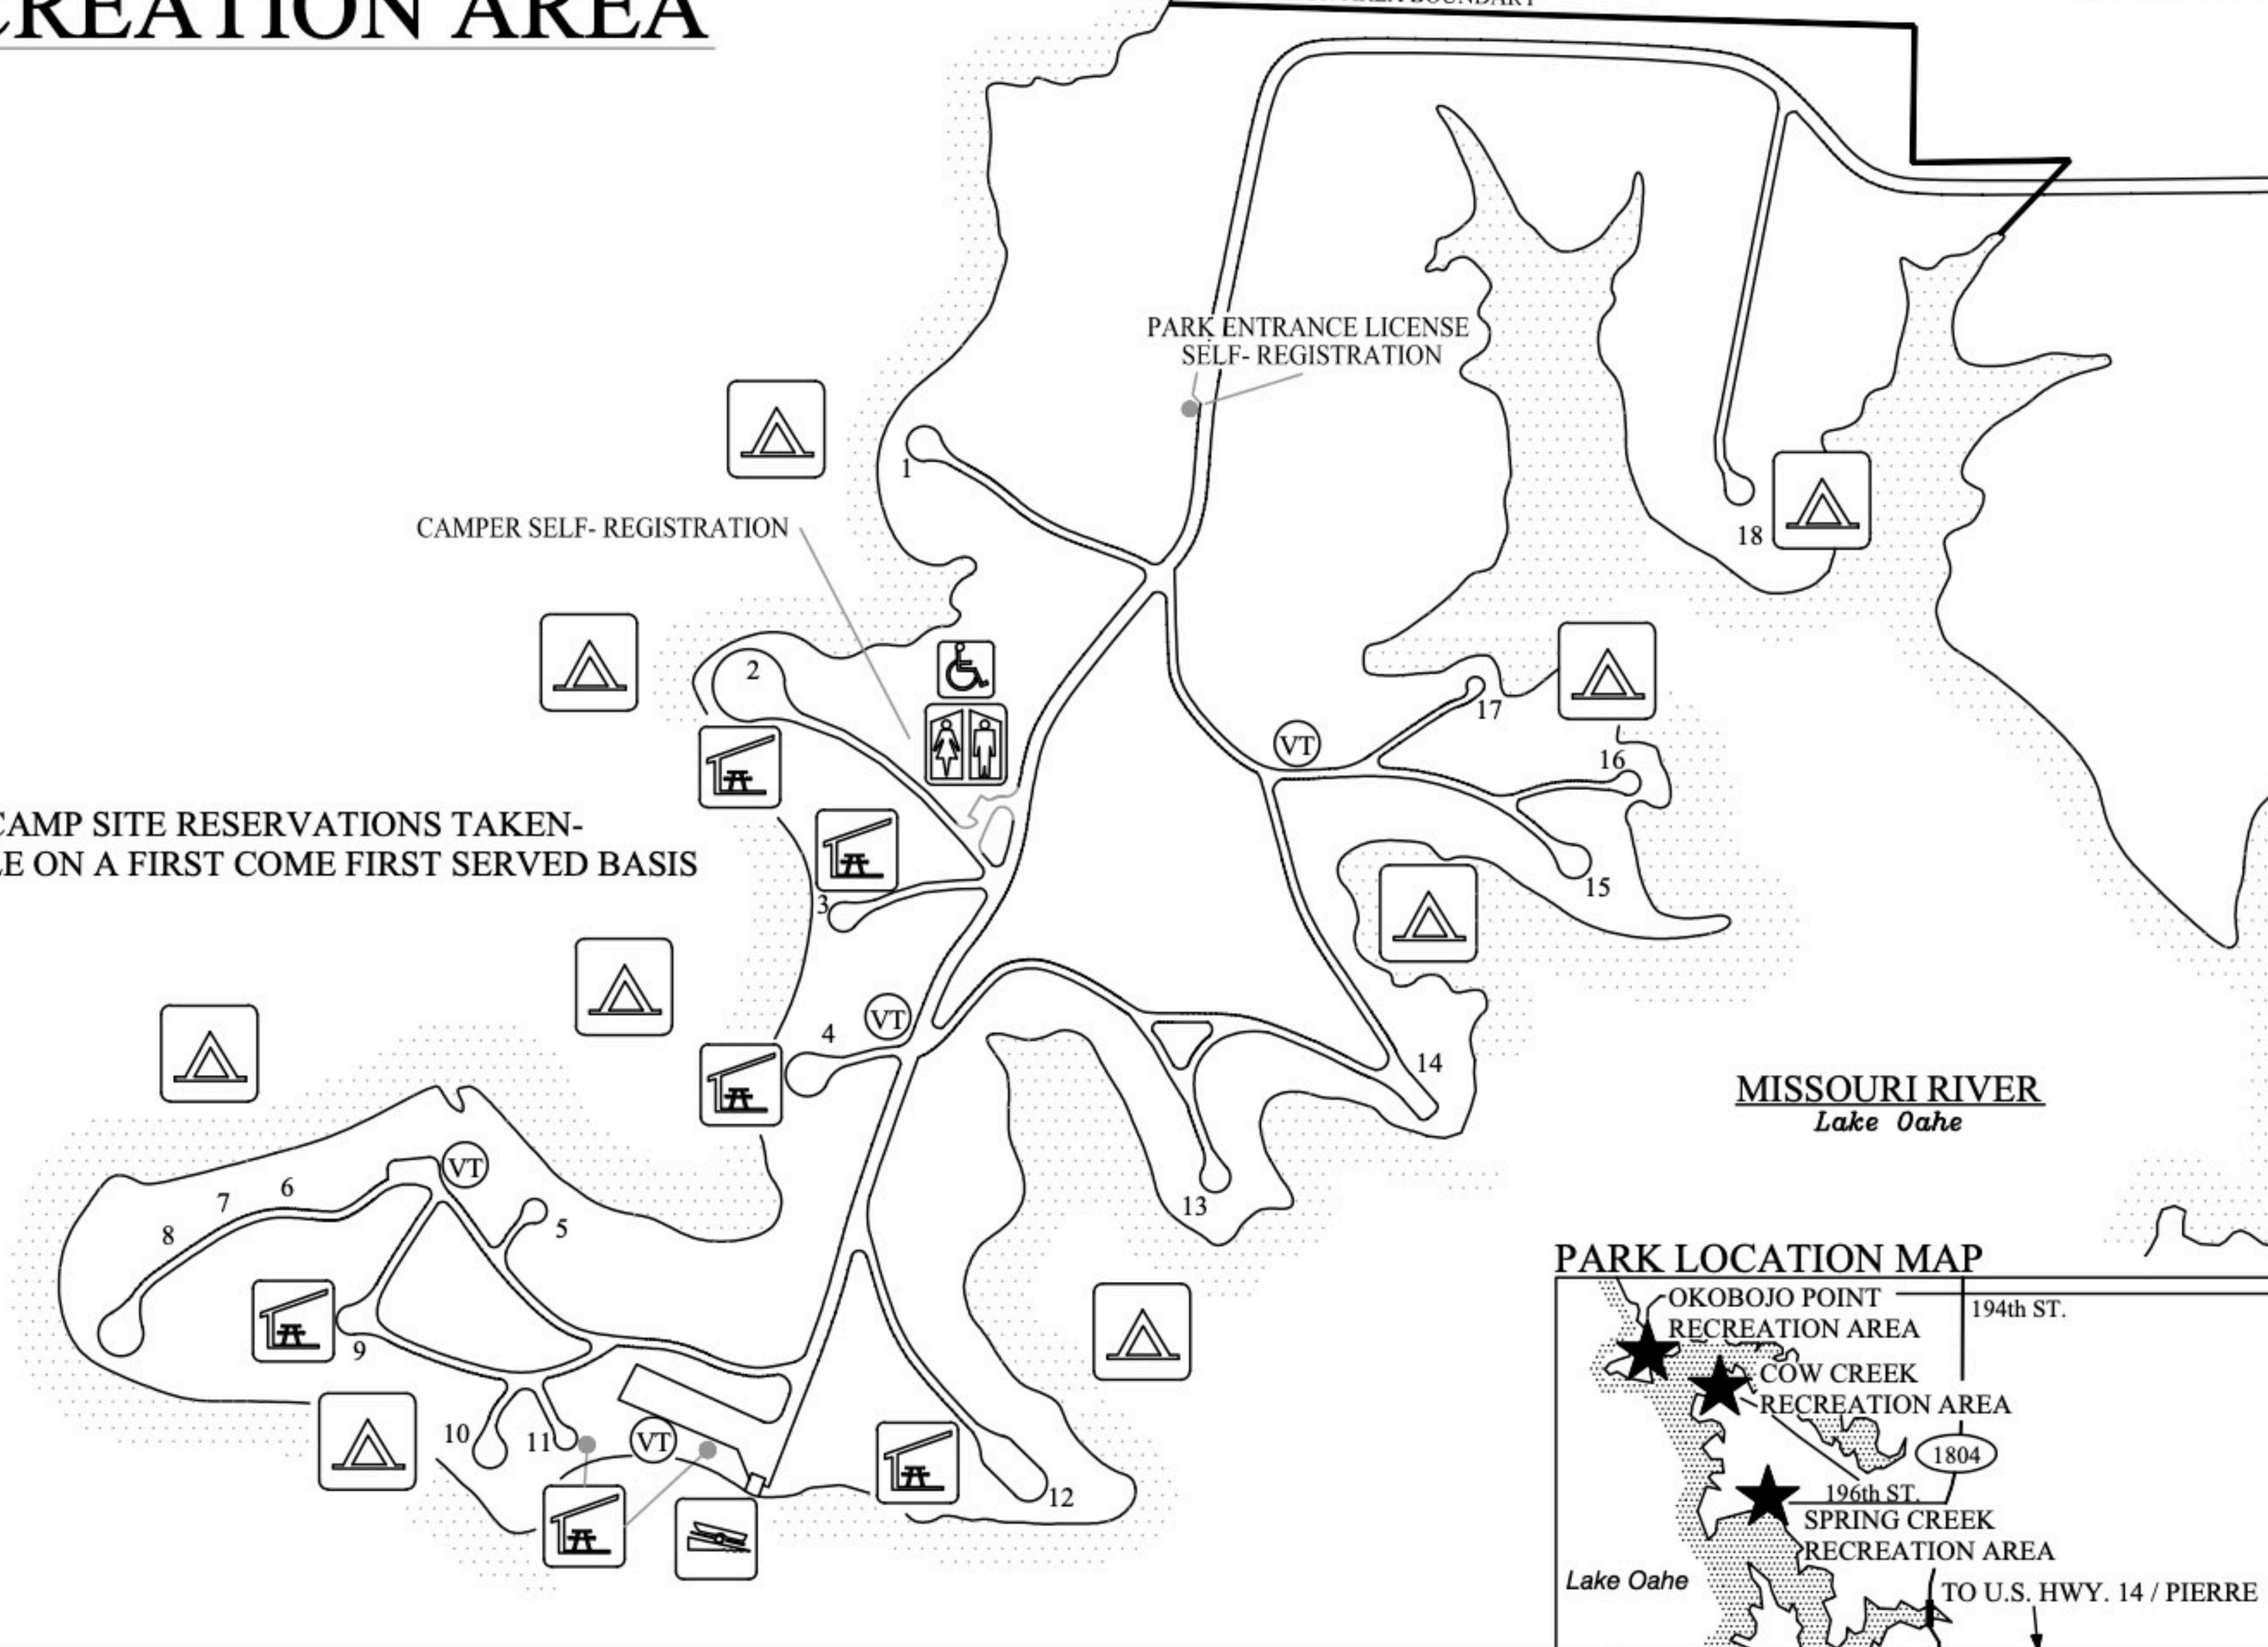 CREATION AREA
AREA BOUNDARY
PARK ENTRANCE LICENSE
SELF- REGISTRATION
1
CAMPER SELF- REGISTRATION
18
2
17
VT
16
CAMP SITE RESERVATIONS TAKEN-
LE ON A FIRST COME FIRST SERVED BASIS
15
3
VT
4
14
MISSOURI RIVER
Lake Oahe
VT
6
7
8
5
13
9
10
11
VT
12
PARK LOCATION MAP
OKOBOJO POINT
RECREATION AREA
194th ST.
COW CREEK
RECREATION AREA
1804
196th ST.
SPRING CREEK
RECREATION AREA
Lake Oahe
TO U.S. HWY. 14 / PIERRE